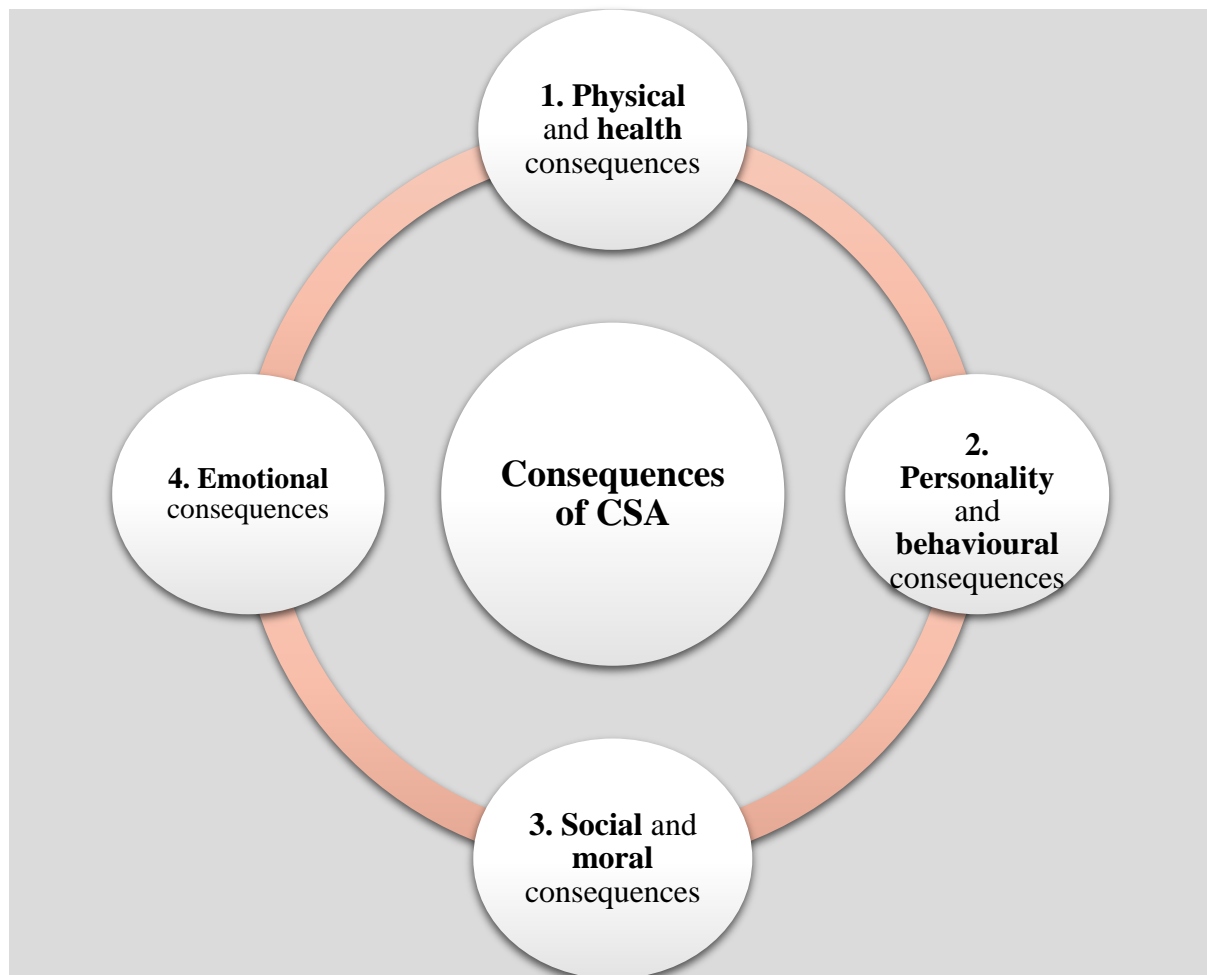 1. Physical
and health
consequences
2.
Personality
and
behavioural
consequences
3. Social and
moral
consequences
4. Emotional
consequences
Consequences
of CSA